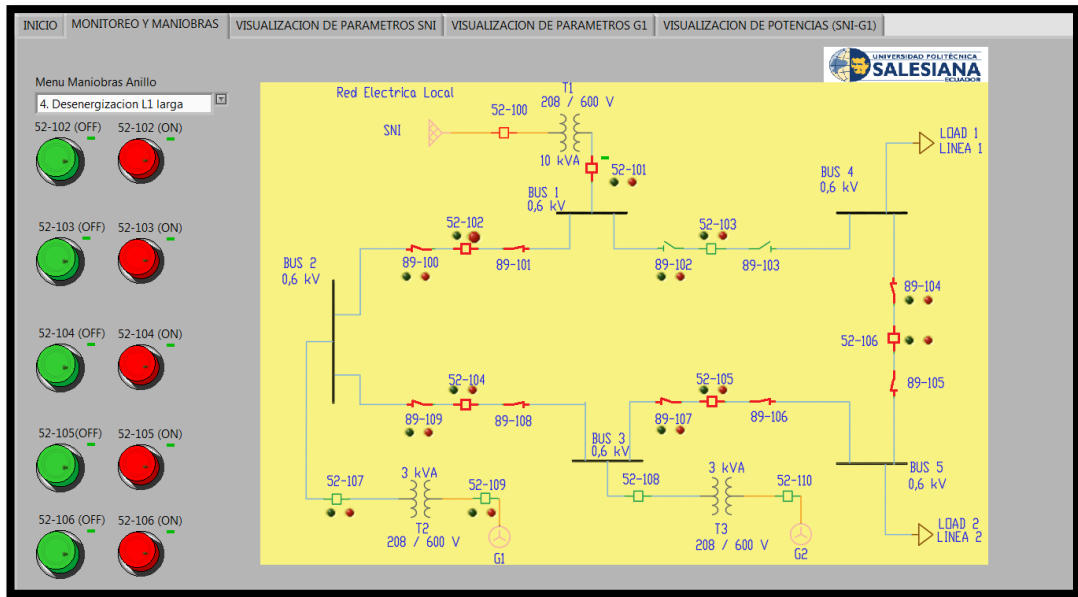 INICIO
MONITOREO Y MANIOBRAS
VISUALIZACION DE PARAMETROS SNI
VISUALIZACION DE PARAMETROS G1
VISUALIZACION DE POTENCIAS (SNI-G1)
UNIVERSIDAD POLITÉCNICA
SALESIANA
ECUADOR
Menu Maniobras Anillo
4. Desenergizacion L1 larga
52-102 (OFF)
52-102 (ON)
52-103 (OFF)
52-103 (ON)
52-104 (OFF)
52-104 (ON)
52-105(OFF)
52-105 (ON)
52-106 (OFF)
52-106 (ON)
Red Electrica Local
T1
208 / 600 V
52-100
SNI
10 kVA
52-101
LOAD 1
LINEA 1
BUS 4
0,6 kV
BUS 1
0,6 kV
52-102
52-103
89-100
89-101
89-102
89-103
BUS 2
0,6 kV
89-104
52-106
89-105
52-104
52-105
89-109
89-108
89-107
89-106
BUS 3
0,6 kV
BUS 5
0,6 kV
52-107
3 kVA
52-109
52-108
3 kVA
52-110
T2
208 / 600 V
G1
T3
208 / 600 V
G2
LOAD 2
LINEA 2